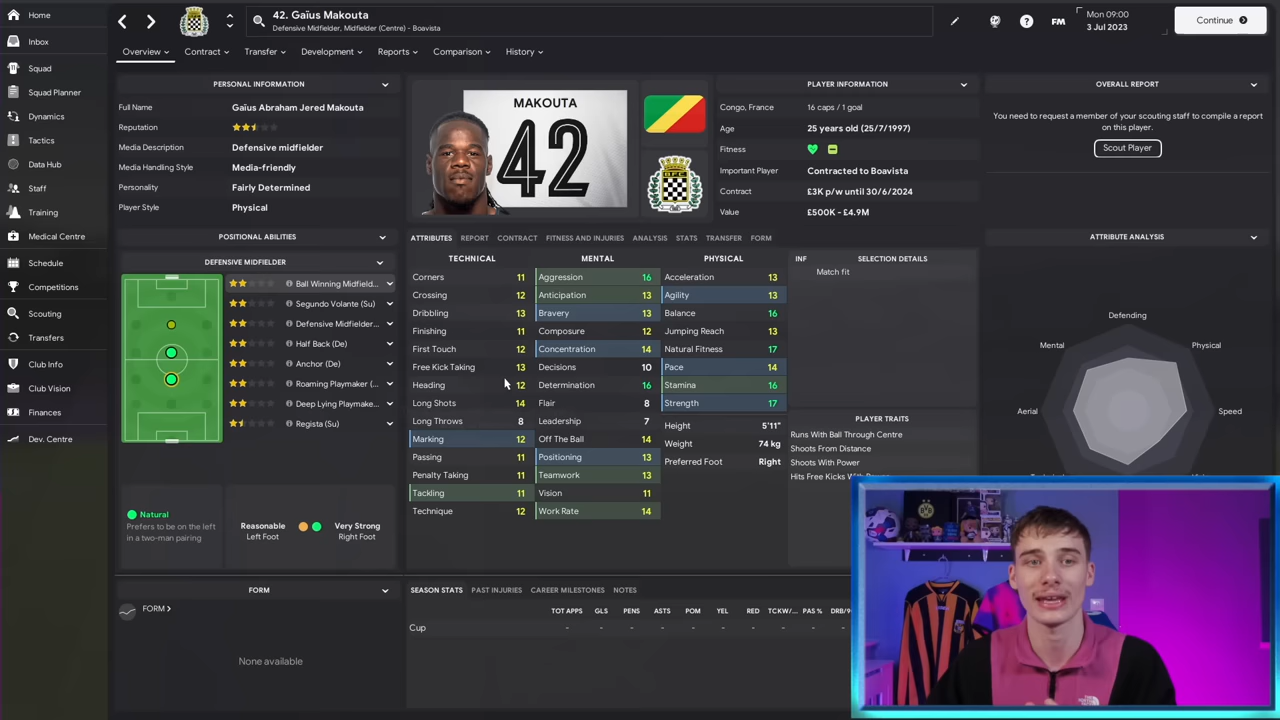 Home
Inbox
Squad
Squad Planner
Dynamics
Tactics
Data Hub
Staff
Training
Medical Centre
Schedule
Competitions
Scouting
Transfers
Club Info
Club Vision
Finances
Dev. Centre
42. Gaïus Makouta
Defensive Midfielder, Midfielder (Centre) - Boavista
FM
Mon 09:00
3 Jul 2023
Continue
Overview
Contract
Transfer
Development
Reports
Comparison
History
PERSONAL INFORMATION
Full Name Gaïus Abraham Jered Makouta
Reputation
Media Description Defensive midfielder
Media Handling Style Media-friendly
Personality Fairly Determined
Player Style Physical
MAKOUTA
42
PLAYER INFORMATION
Congo, France 16 caps / 1 goal
Age 25 years old (25/7/1997)
Fitness
Important Player Contracted to Boavista
Contract £3K p/w until 30/6/2024
Value £500K - £4.9M
OVERALL REPORT
You need to request a member of your scouting staff to compile a report
on this player.
Scout Player
POSITIONAL ABILITIES
DEFENSIVE MIDFIELDER
Ball Winning Midfield...
Segundo Volante (Su)
Defensive Midfielder...
Half Back (De)
Anchor (De)
Roaming Playmaker (...
Deep Lying Playmake...
Regista (Su)
Natural
Prefers to be on the left
in a two-man pairing
Reasonable
Left Foot
Very Strong
Right Foot
ATTRIBUTES REPORT CONTRACT FITNESS AND INJURIES ANALYSIS STATS TRANSFER FORM
TECHNICAL
Corners 11
Crossing 12
Dribbling 13
Finishing 11
First Touch 12
Free Kick Taking 13
Heading 12
Long Shots 14
Long Throws 8
Marking 12
Passing 11
Penalty Taking 11
Tackling 11
Technique 12
MENTAL
Aggression 16
Anticipation 13
Bravery 13
Composure 12
Concentration 14
Decisions 10
Determination 16
Flair 8
Leadership 7
Off The Ball 14
Positioning 13
Teamwork 13
Vision 11
Work Rate 14
PHYSICAL
Acceleration 13
Agility 13
Balance 16
Jumping Reach 13
Natural Fitness 17
Pace 14
Stamina 16
Strength 17
Height 5'11"
Weight 74 kg
Preferred Foot Right
INF SELECTION DETAILS
Match fit
PLAYER TRAITS
Runs With Ball Through Centre
Shoots From Distance
Shoots With Power
Hits Free Kicks With Power
ATTRIBUTE ANALYSIS
Defending
Physical
Speed
Aerial
Mental
FORM
FORM
None available
SEASON STATS PAST INJURIES CAREER MILESTONES NOTES
TOT APPS GLS PENS ASTS POM YEL RED TCKW/... PAS % DRB/9
Cup - - - - - - - - - -